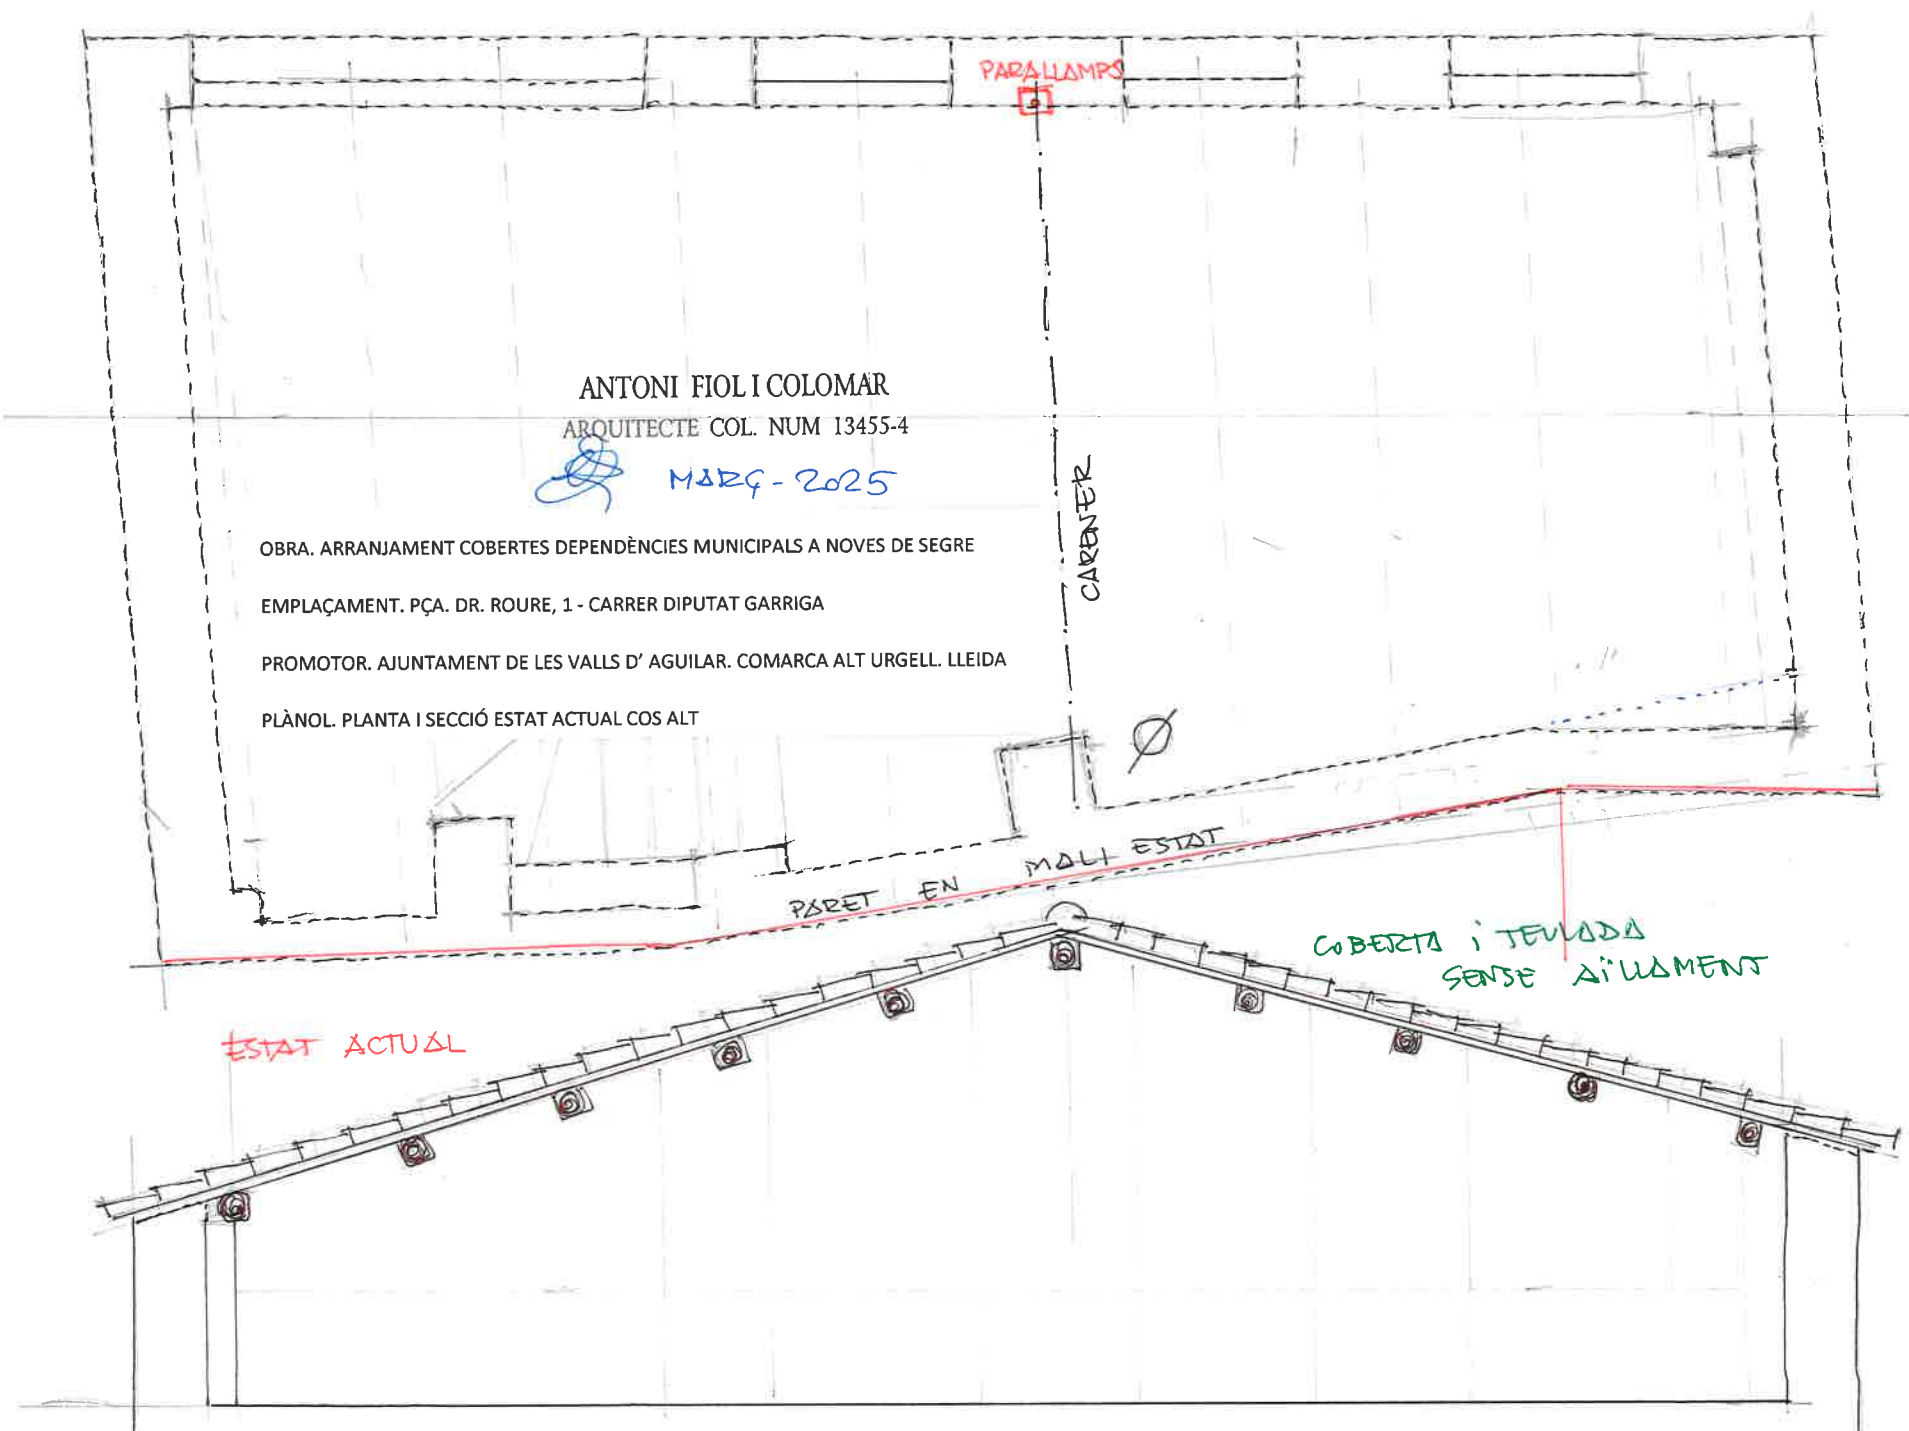 PARALLAMPS
ANTONI FIOL I COLOMAR
ARQUITECTE COL. NUM 13455-4
MARÇ - 2025
CARENER
OBRA. ARRANJAMENT COBERTES DEPENDÈNCIES MUNICIPALS A NOVES DE SEGRE
EMPLAÇAMENT. PÇA. DR. ROURE, 1 - CARRER DIPUTAT GARRIGA
PROMOTOR. AJUNTAMENT DE LES VALLS D' AGUILAR. COMARCA ALT URGELL. LLEIDA
PLÀNOL. PLANTA I SECCIÓ ESTAT ACTUAL COS ALT
Ø
PARET EN MALT ESTAT
COBERTA i TEULADA
SENSE AÏLLAMENT
ESTAT ACTUAL